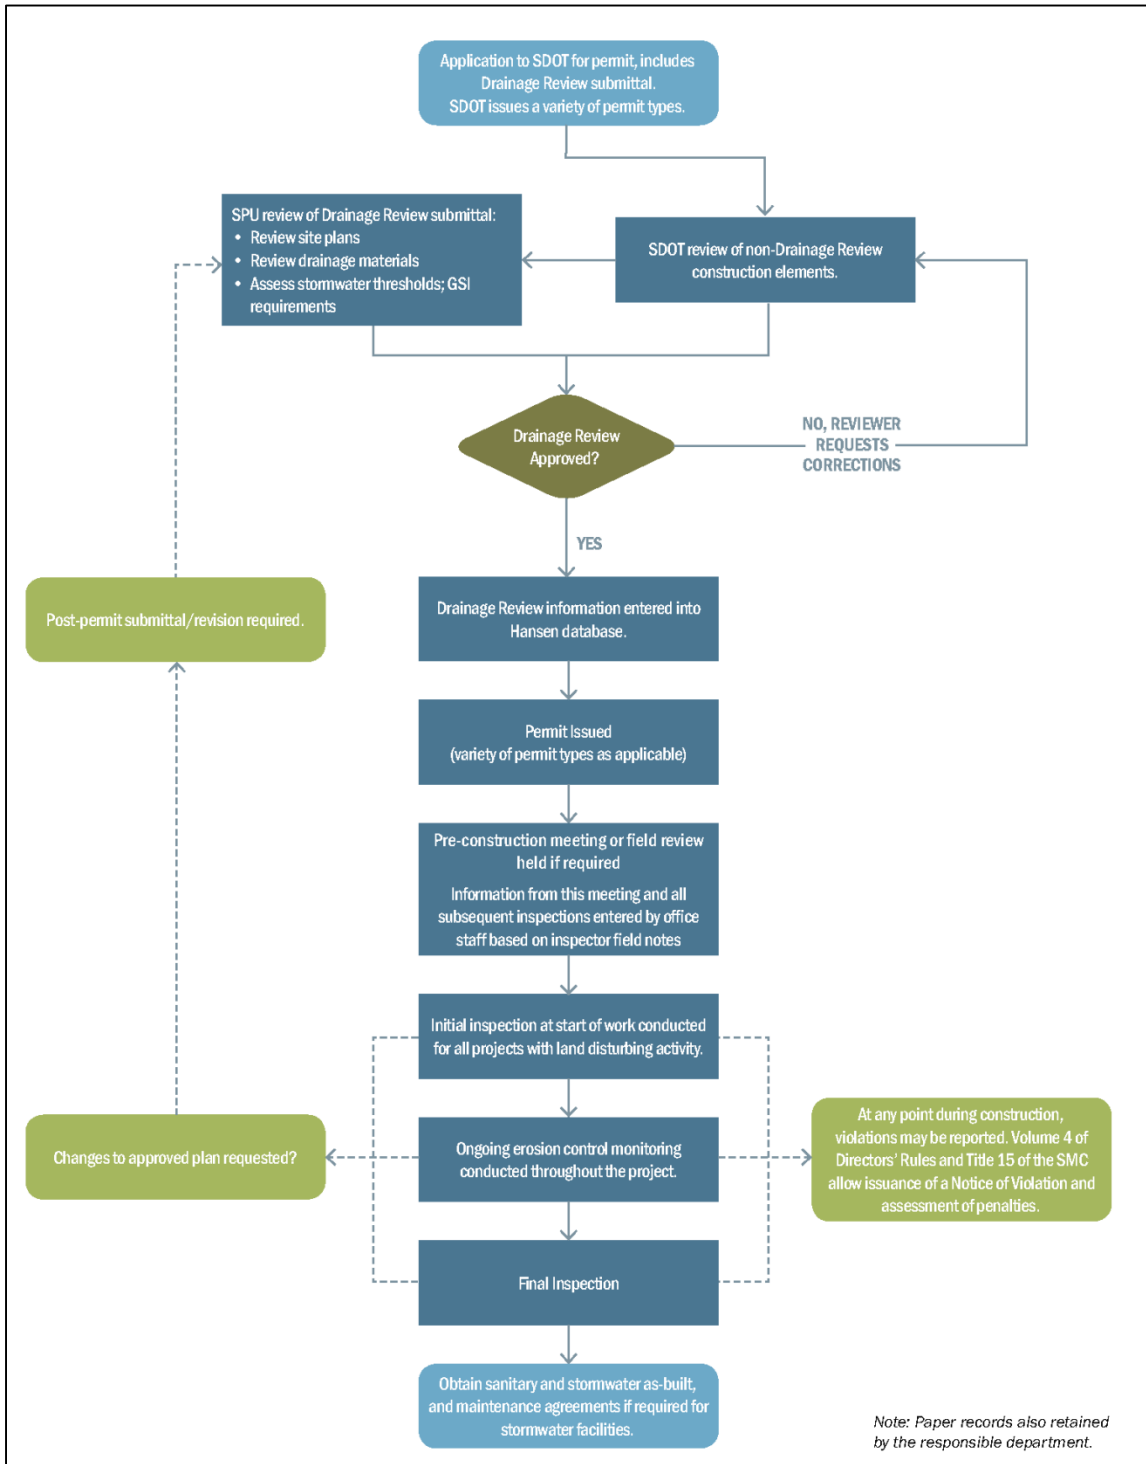 Application to SDOT for permit, includes
Drainage Review submittal.
SDOT issues a variety of permit types.
SPU review of Drainage Review submittal:
• Review site plans
• Review drainage materials
• Assess stormwater thresholds; GSI
requirements
SDOT review of non-Drainage Review
construction elements.
Drainage Review
Approved?
NO, REVIEWER
REQUESTS
CORRECTIONS
YES
Post-permit submittal/revision required.
Drainage Review information entered into
Hansen database.
Permit Issued
(variety of permit types as applicable)
Pre-construction meeting or field review
held if required
Information from this meeting and all
subsequent inspections entered by office
staff based on inspector field notes
Initial inspection at start of work conducted
for all projects with land disturbing activity.
Changes to approved plan requested?
Ongoing erosion control monitoring
conducted throughout the project.
At any point during construction,
violations may be reported. Volume 4 of
Directors' Rules and Title 15 of the SMC
allow issuance of a Notice of Violation and
assessment of penalties.
Final Inspection
Obtain sanitary and stormwater as-built,
and maintenance agreements if required for
stormwater facilities.
Note: Paper records also retained
by the responsible department.